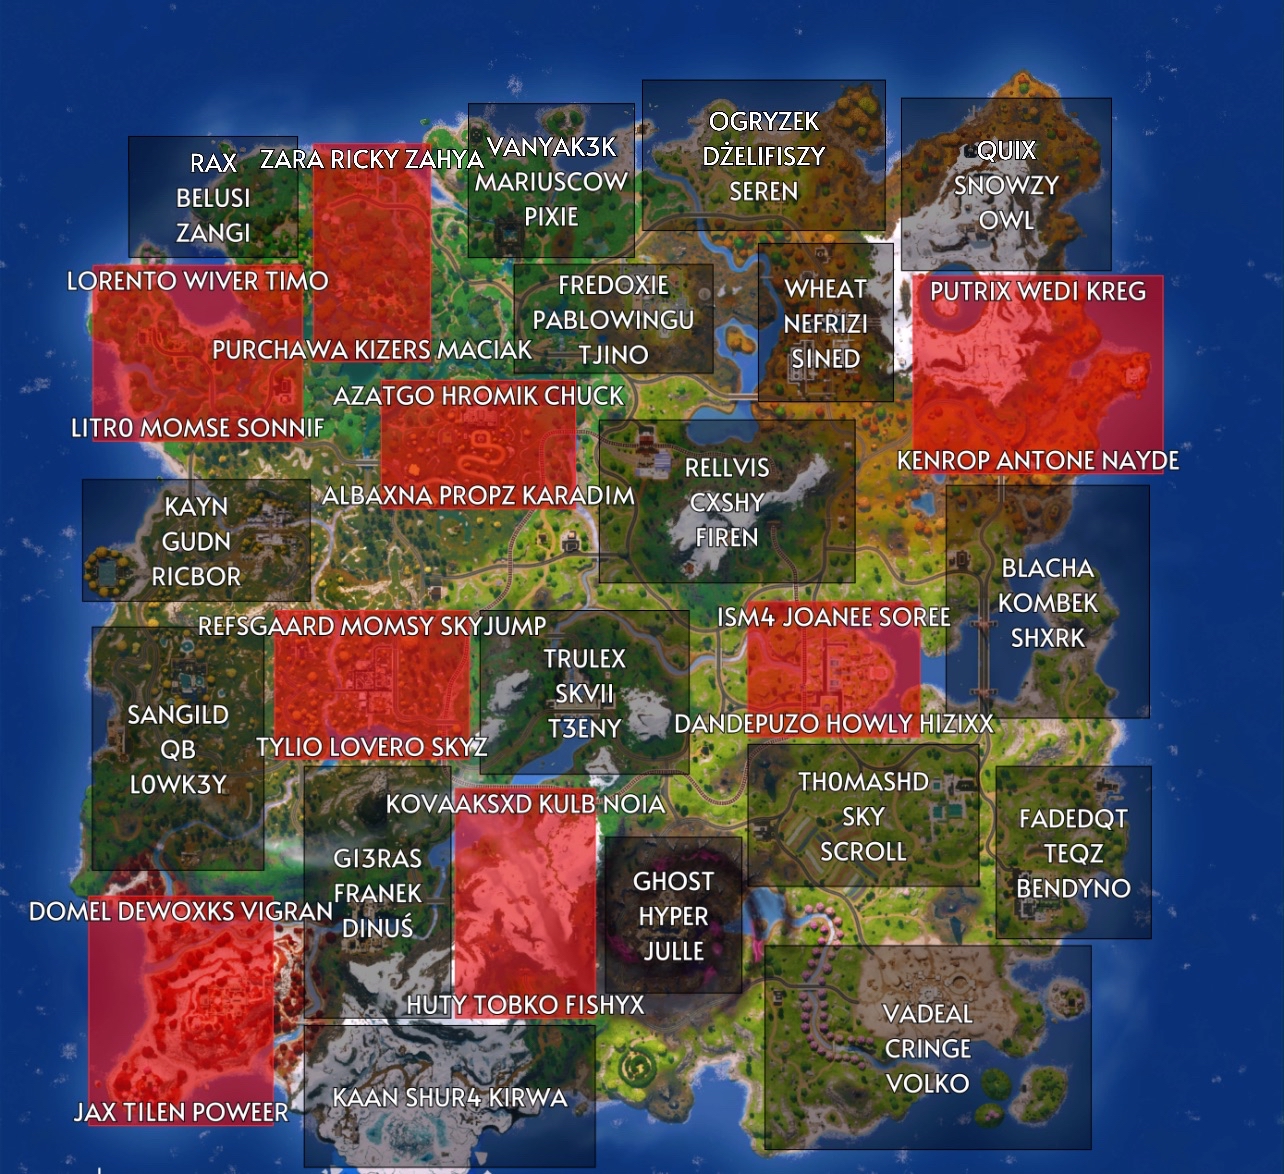 OGRYZEK
DŻELIFISZY
SEREN
VANYAK3K
MARIUSCOW
PIXIE
QUIX
SNOWZY
OWL
RAX
BELUSI
ZANGI
ZARA RICKY ZAHYA
LORENTO WIVER TIMO
FREDOXIE
PABLOWINGU
TJINO
WHEAT
NEFRIZI
SINED
PUTRIX WEDI KREG
PURCHAWA KIZERS MACIAK
AZATGO HROMIK CHUCK
LITR0 MOMSE SONNIF
KENROP ANTONE NAYDE
RELLVIS
CXSHY
FIREN
ALBAXNA PROPZ KARADIM
KAYN
GUDN
RICBOR
BLACHA
KOMBEK
SHXRK
REFSGAARD MOMSY SKYJUMP
ISM4 JOANEE SOREE
TRULEX
SKVII
T3ENY
SANGILD
QB
L0WK3Y
DANDEPUZO HOWLY HIZIXX
TYLIO LOVERO SKYZ
TH0MASHD
SKY
SCROLL
KOVAAKSXD KULB NOIA
FADEDQT
TEQZ
BENDYNO
GI3RAS
FRANEK
DINUŚ
GHOST
HYPER
JULLE
DOMEL DEWOXKS VIGRAN
HUTY TOBKO FISHYX
VADEAL
CRINGE
VOLKO
KAAN SHUR4 KIRWA
JAX TILEN POWEER